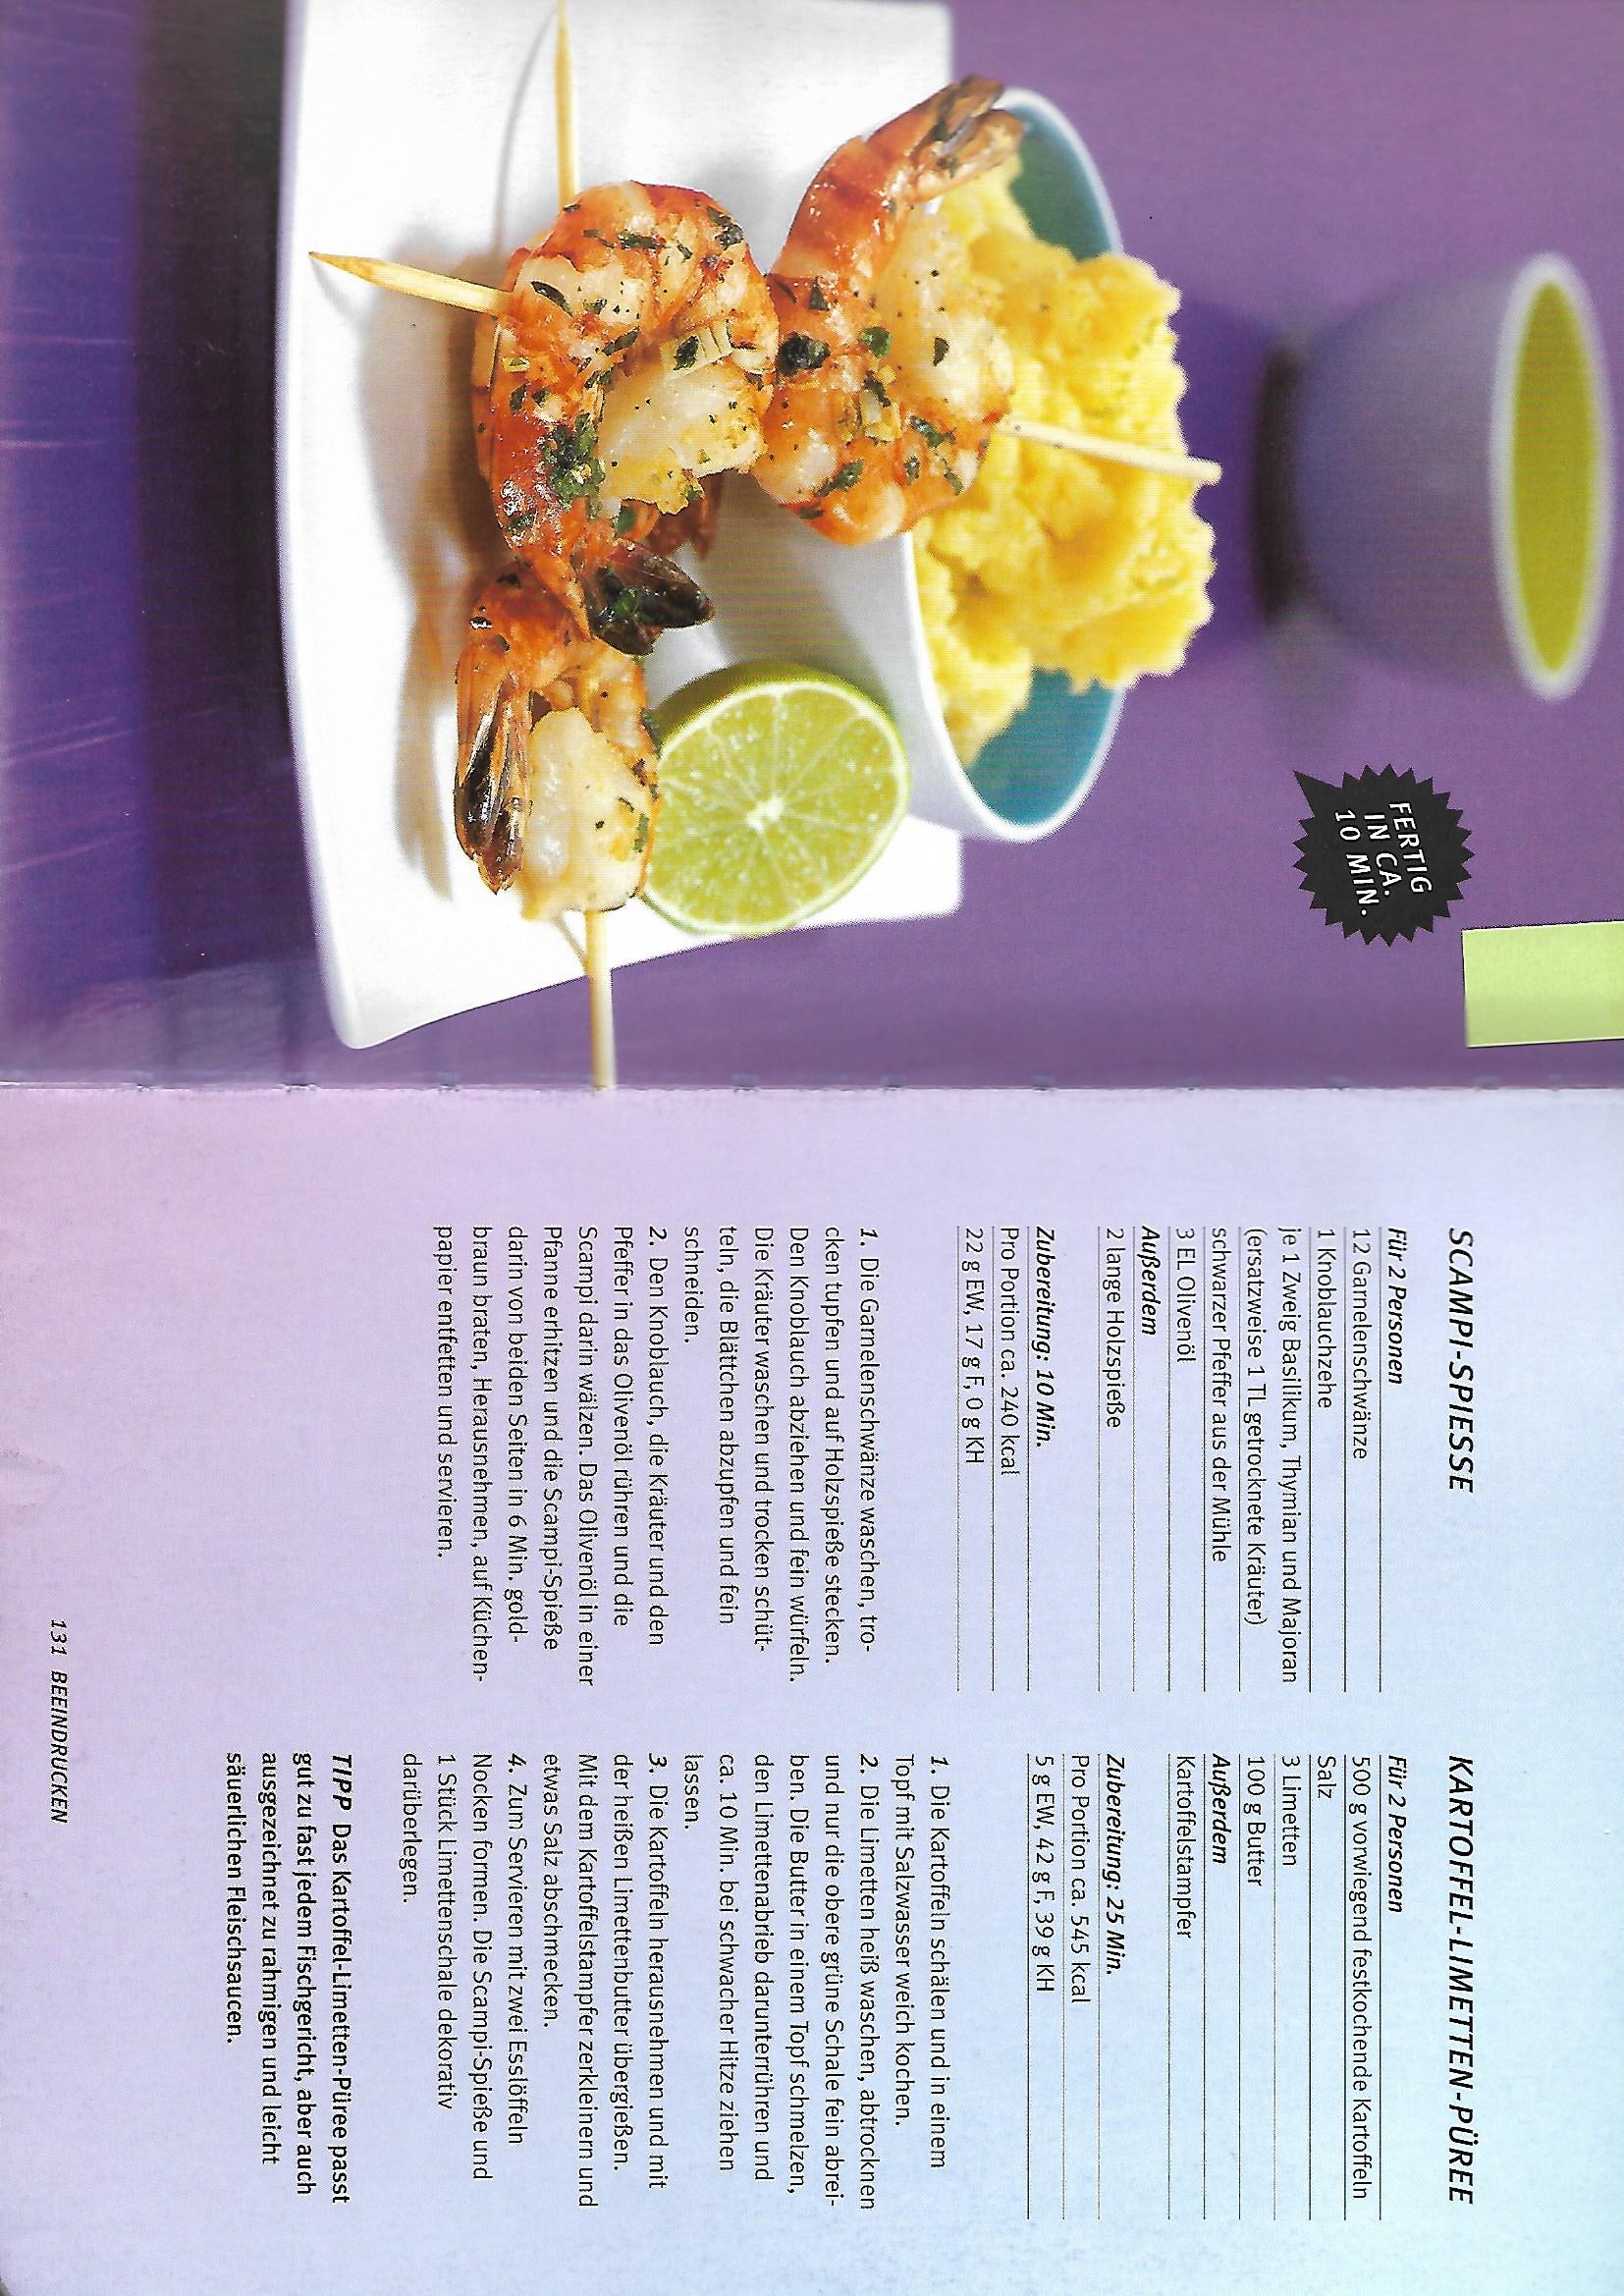 FERTIG
IN CA.
10 MIN.
SCAMPI-SPIESSE
Für 2 Personen
12 Garnelenschwänze
1 Knoblauchzehe
je 1 Zweig Basilikum, Thymian und Majoran
(ersatzweise 1 TL getrocknete Kräuter)
schwarzer Pfeffer aus der Mühle
3 EL Olivenöl
Außerdem
2 lange Holzspieße
Zubereitung: 10 Min.
Pro Portion ca. 240 kcal
22 g EW, 17 g F, 0 g KH
1. Die Garnelenschwänze waschen, tro-
cken tupfen und auf Holzspieße stecken.
Den Knoblauch abziehen und fein würfeln.
Die Kräuter waschen und trocken schüt-
teln, die Blättchen abzupfen und fein
schneiden.
2. Den Knoblauch, die Kräuter und den
Pfeffer in das Olivenöl rühren und die
Scampi darin wälzen. Das Olivenöl in einer
Pfanne erhitzen und die Scampi-Spieße
darin von beiden Seiten in 6 Min. gold-
braun braten, Herausnehmen, auf Küchen-
papier entfetten und servieren.
KARTOFFEL-LIMETTEN-PÜREE
Für 2 Personen
500 g vorwiegend festkochende Kartoffeln
Salz
3 Limetten
100 g Butter
Außerdem
Kartoffelstampfer
Zubereitung: 25 Min.
Pro Portion ca. 545 kcal
5 g EW, 42 g F, 39 g KH
1. Die Kartoffeln schälen und in einem
Topf mit Salzwasser weich kochen.
2. Die Limetten heiß waschen, abtrocknen
und nur die obere grüne Schale fein abrei-
ben. Die Butter in einem Topf schmelzen,
den Limettenabrieb darunterrühren und
ca. 10 Min. bei schwacher Hitze ziehen
lassen.
3. Die Kartoffeln herausnehmen und mit
der heißen Limettenbutter übergießen.
Mit dem Kartoffelstampfer zerkleinern und
etwas Salz abschmecken.
4. Zum Servieren mit zwei Esslöffeln
Nocken formen. Die Scampi-Spieße und
1 Stück Limettenschale dekorativ
darüberlegen.
TIPP Das Kartoffel-Limetten-Püree passt
gut zu fast jedem Fischgericht, aber auch
ausgezeichnet zu rahmigen und leicht
säuerlichen Fleischsaucen.
131 BEEINDRUCKEN